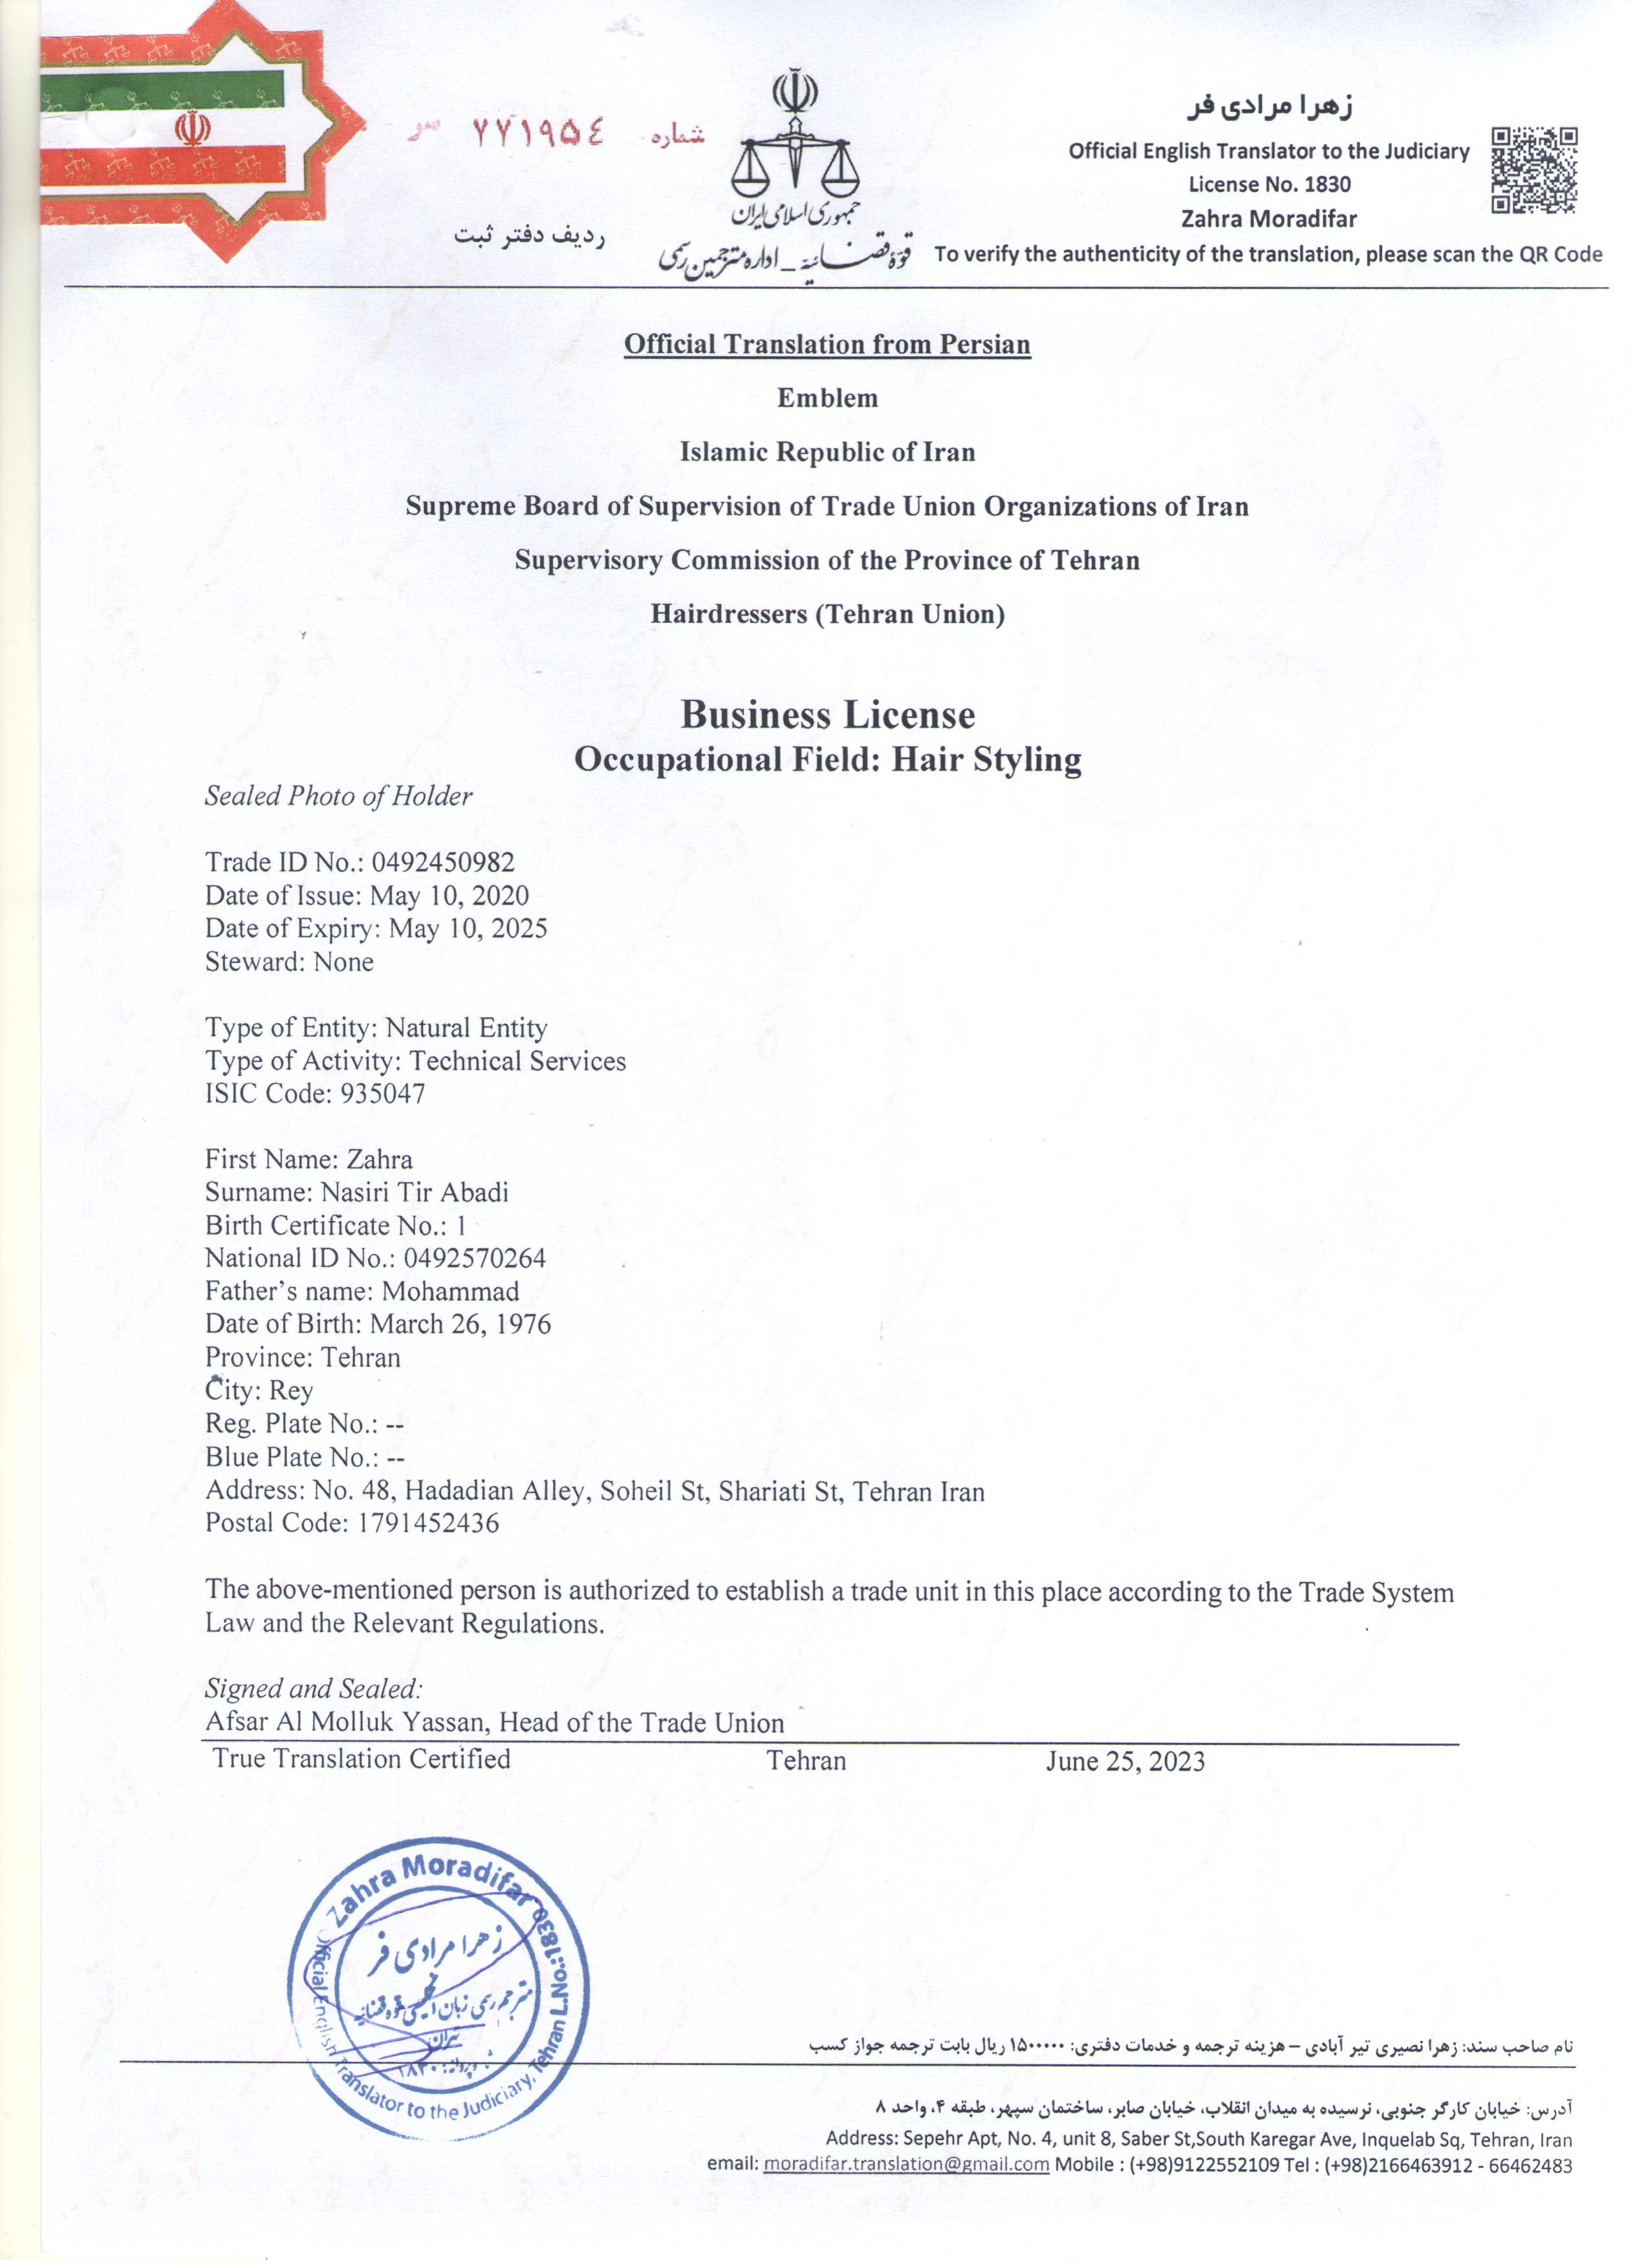 شماره ٧٧١٩٥٤ س
ردیف دفتر ثبت
جمهوری اسلامی ایران
قوّه قضائیه _ اداره مترجمین رسمی
زهرا مرادی فر
Official English Translator to the Judiciary
License No. 1830
Zahra Moradifar
To verify the authenticity of the translation, please scan the QR Code
Official Translation from Persian
Emblem
Islamic Republic of Iran
Supreme Board of Supervision of Trade Union Organizations of Iran
Supervisory Commission of the Province of Tehran
Hairdressers (Tehran Union)
Business License
Occupational Field: Hair Styling
Sealed Photo of Holder
Trade ID No.: 0492450982
Date of Issue: May 10, 2020
Date of Expiry: May 10, 2025
Steward: None
Type of Entity: Natural Entity
Type of Activity: Technical Services
ISIC Code: 935047
First Name: Zahra
Surname: Nasiri Tir Abadi
Birth Certificate No.: 1
National ID No.: 0492570264
Father’s name: Mohammad
Date of Birth: March 26, 1976
Province: Tehran
City: Rey
Reg. Plate No.: --
Blue Plate No.: --
Address: No. 48, Hadadian Alley, Soheil St, Shariati St, Tehran Iran
Postal Code: 1791452436
The above-mentioned person is authorized to establish a trade unit in this place according to the Trade System
Law and the Relevant Regulations.
Signed and Sealed:
Afsar Al Molluk Yassan, Head of the Trade Union
True Translation Certified Tehran June 25, 2023
Zahra Moradifar
Official English Translator to the Judiciary, Tehran L.No.:1830
زهرا مرادی فر
مترجم رسمی زبان انگلیسی قوه قضائیه
تهران
پروانه: ۱۸۳۰
نام صاحب سند: زهرا نصیری تیر آبادی – هزینه ترجمه و خدمات دفتری: ۱۵۰۰۰۰۰ ریال بابت ترجمه جواز کسب
آدرس: خیابان کارگر جنوبی، نرسیده به میدان انقلاب، خیابان صابر، ساختمان سپهر، طبقه ۴، واحد ۸
Address: Sepehr Apt, No. 4, unit 8, Saber St,South Karegar Ave, Inquelab Sq, Tehran, Iran
email: moradifar.translation@gmail.com Mobile : (+98)9122552109 Tel : (+98)2166463912 - 66462483